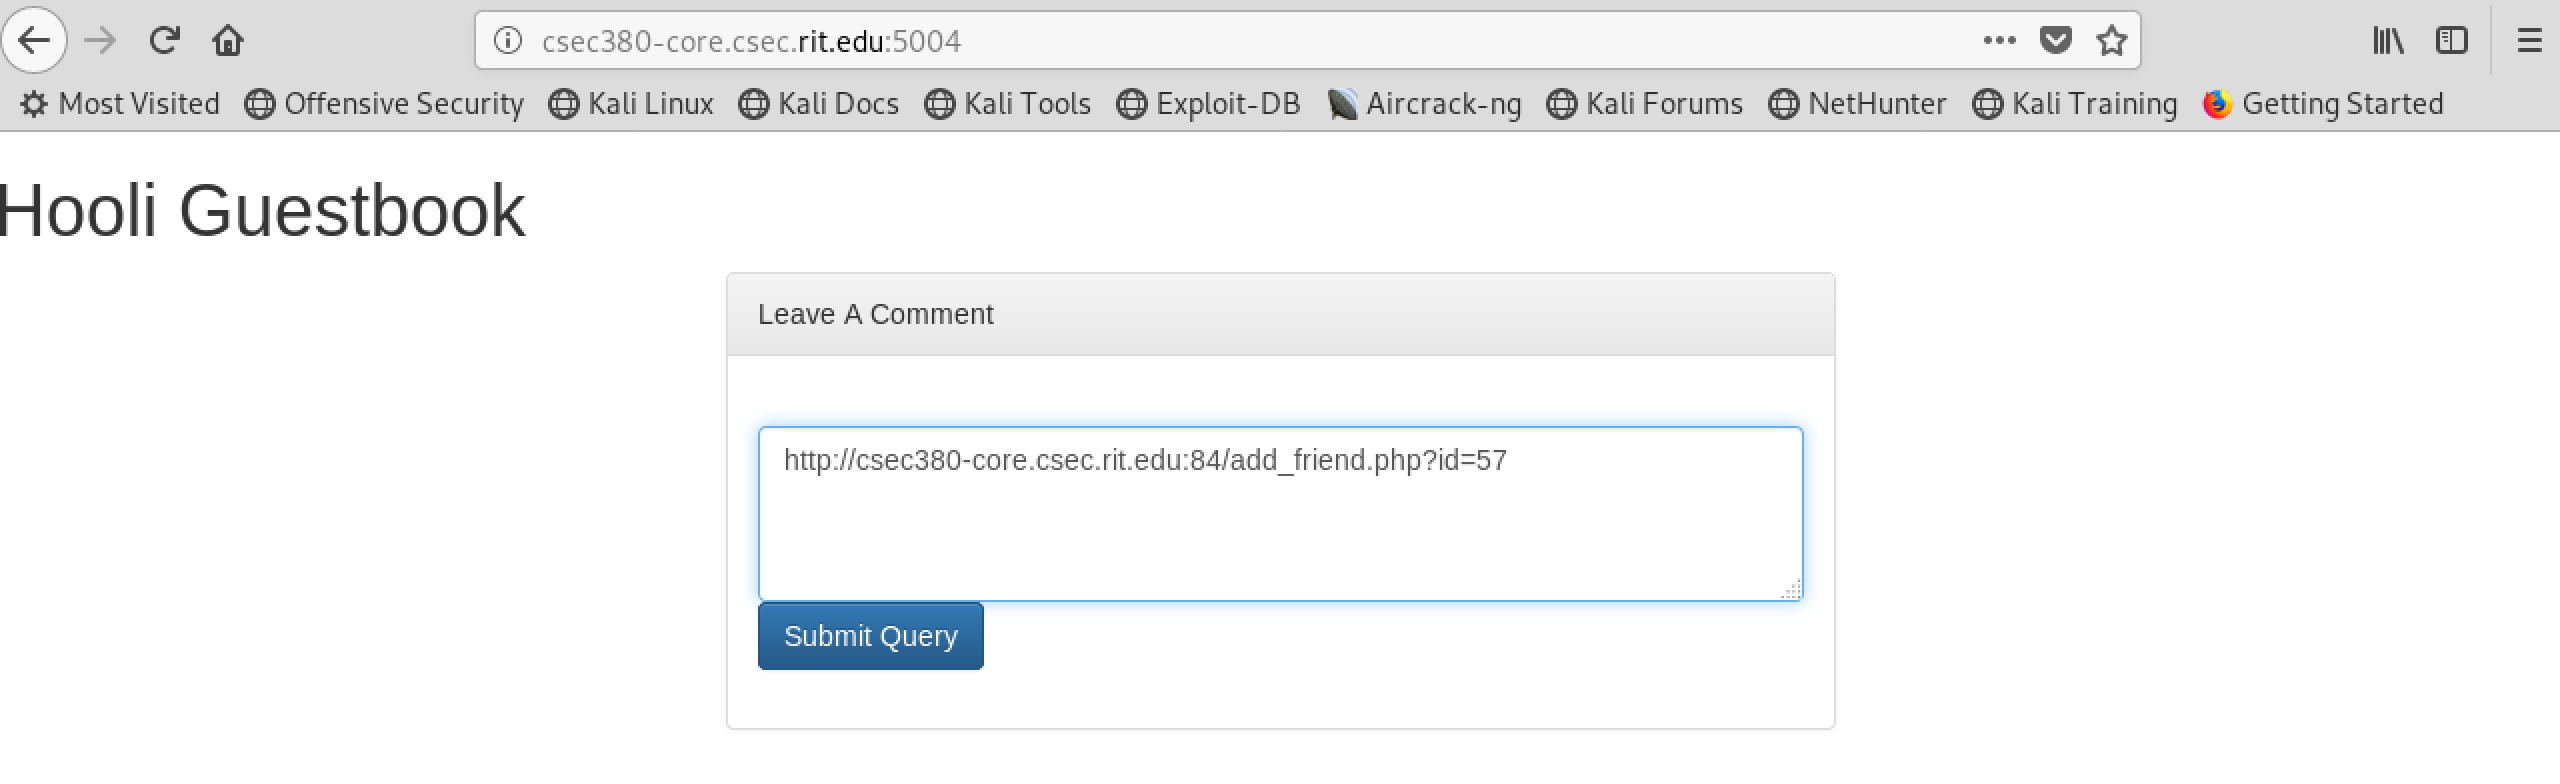 csec380-core.csec.rit.edu:5004
Most Visited Offensive Security Kali Linux Kali Docs Kali Tools Exploit-DB Aircrack-ng Kali Forums NetHunter Kali Training Getting Started
Hooli Guestbook
Leave A Comment
http://csec380-core.csec.rit.edu:84/add_friend.php?id=57
Submit Query